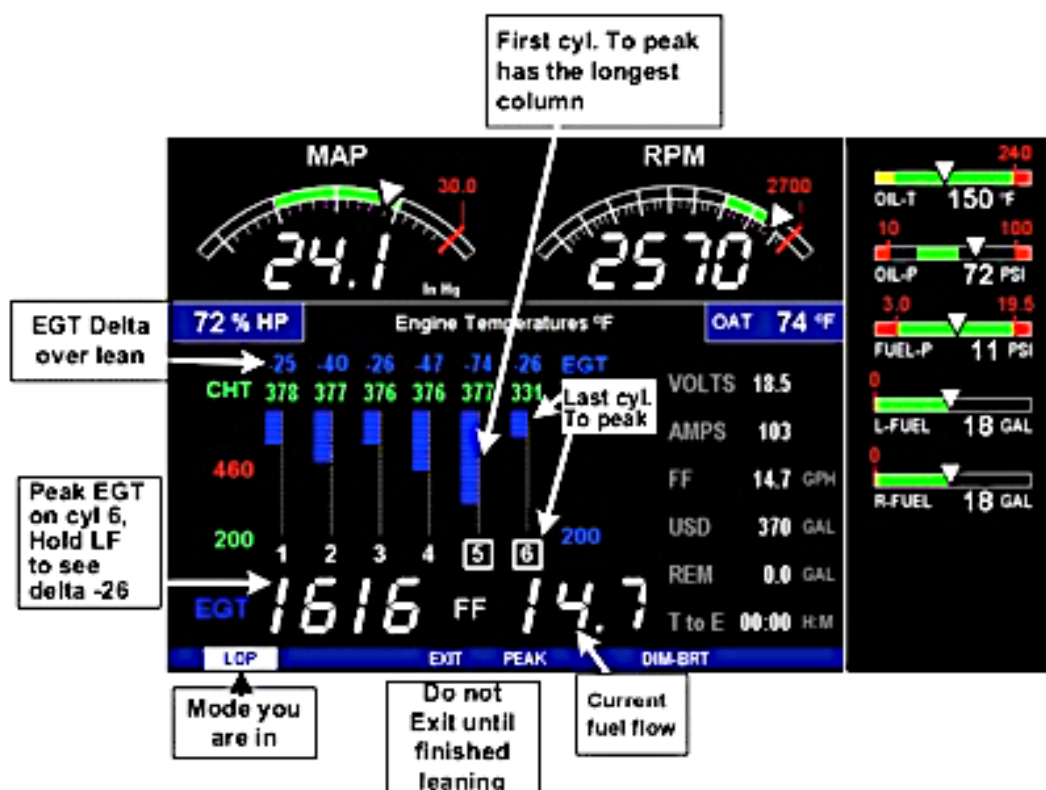 First cyl. To peak
has the longest
column
MAP
RPM
30.0
2700
24.1
In Hg
2570
240
OIL-T 150 °F
10 100
OIL-P 72 PSI
3.0 19.5
FUEL-P 11 PSI
0
L-FUEL 18 GAL
0
R-FUEL 18 GAL
EGT Delta
over lean
72 % HP
Engine Temperatures ºF
OAT 74 ºF
-25 -40 -26 -47 -74 -26 EGT
CHT 378 377 376 376 377 331
Last cyl.
To peak
460
200
200
1 2 3 4 5 6
Peak EGT
on cyl 6,
Hold LF
to see
delta -26
EGT 1616 FF 14.7
VOLTS 18.5
AMPS 103
FF 14.7 GPH
USD 370 GAL
REM 0.0 GAL
T to E 00:00 H:M
LOP EXIT PEAK DIM-BRT
Mode you
are in
Do not
Exit until
finished
leaning
Current
fuel flow